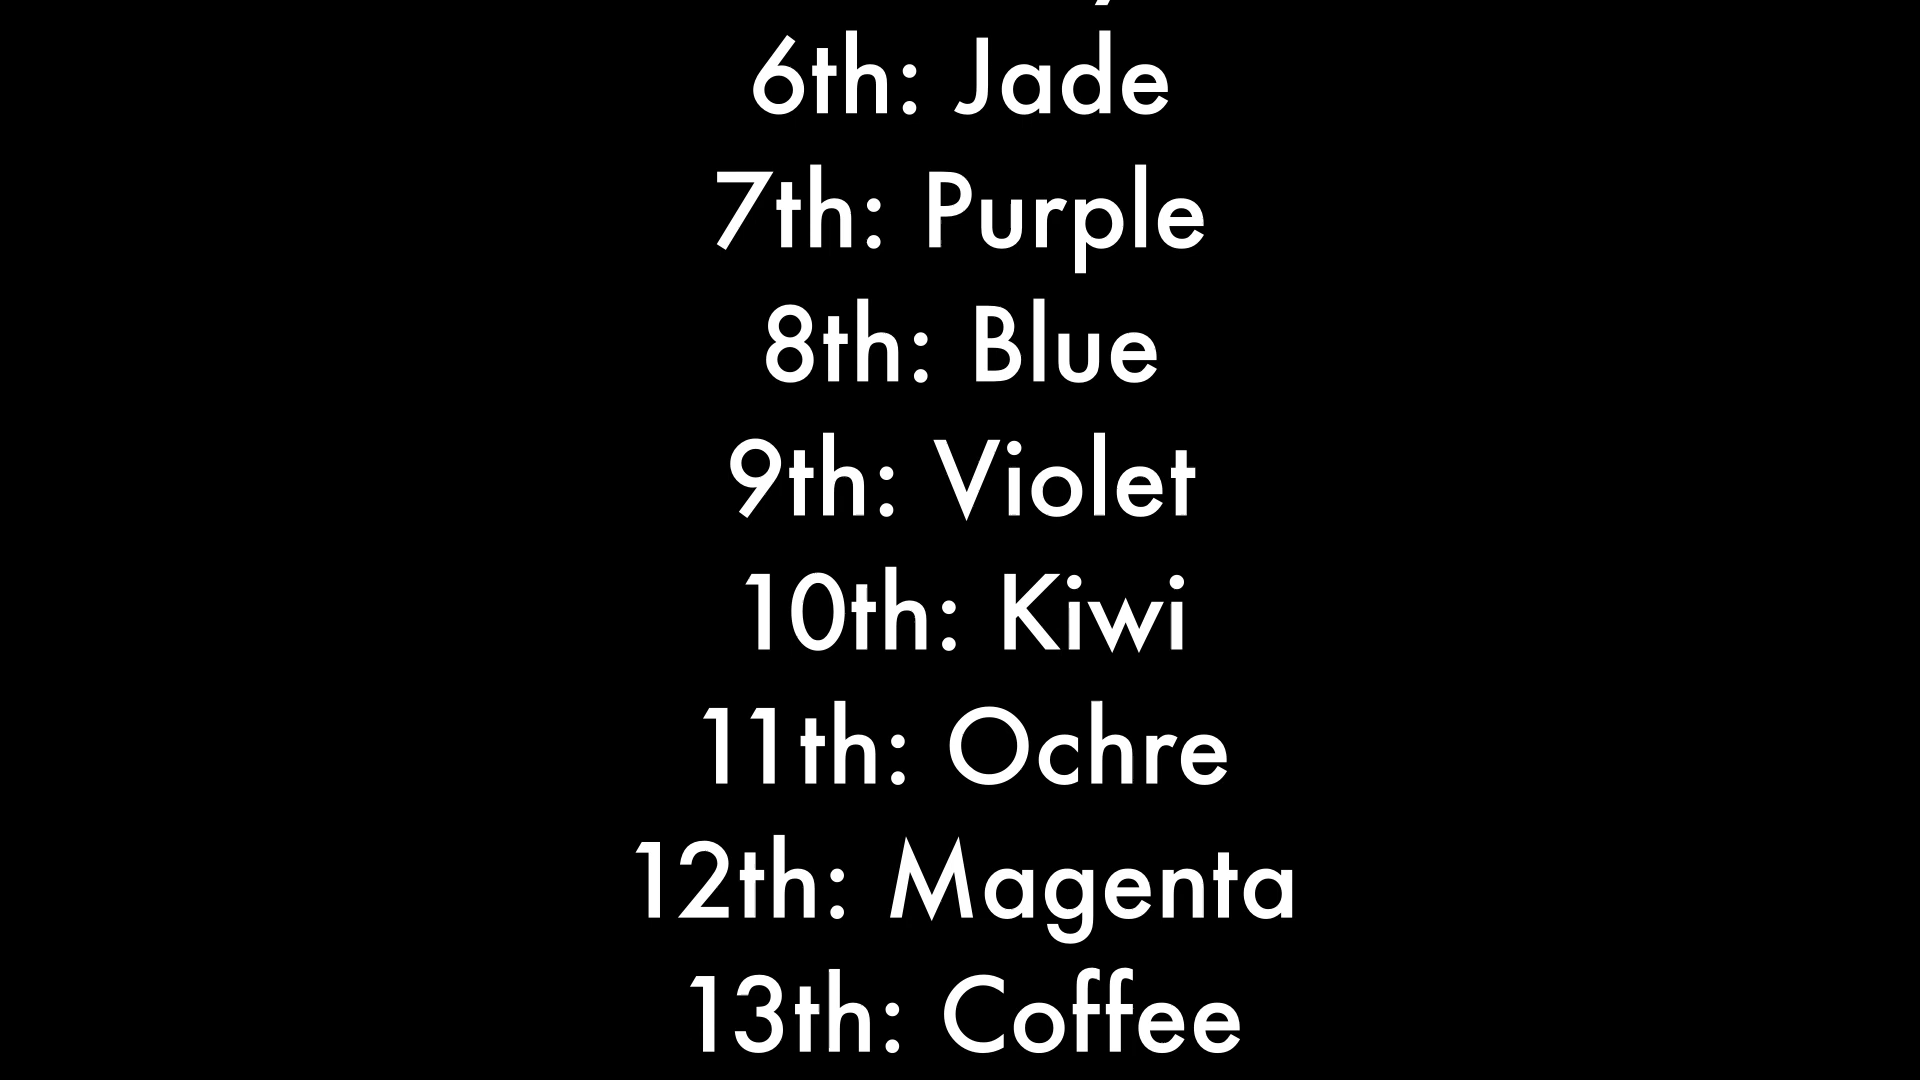 6th: Jade
7th: Purple
8th: Blue
9th: Violet
10th: Kiwi
11th: Ochre
12th: Magenta
13th: Coffee